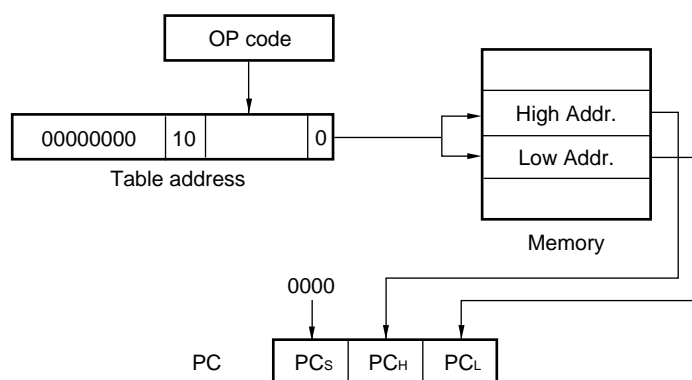 OP code
00000000 10 0
Table address
High Addr.
Low Addr.
Memory
0000
PC PCS PCH PCL